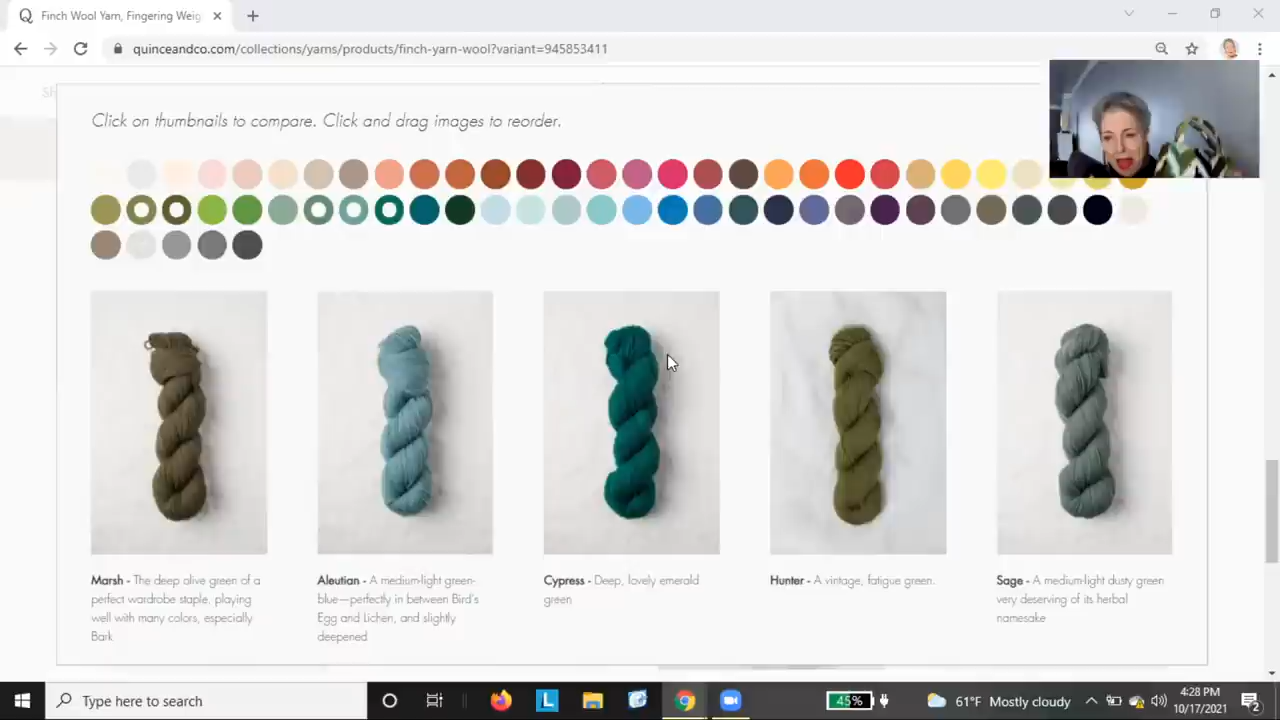 Finch Wool Yarn, Fingering Weig
quinceandco.com/collections/yarns/products/finch-yarn-wool?variant=945853411
SH
Click on thumbnails to compare. Click and drag images to reorder.
Marsh - The deep olive green of a
perfect wardrobe staple, playing
well with many colors, especially
Bark
Aleutian - A medium-light green-
blue—perfectly in between Bird's
Egg and Lichen, and slightly
deepened
Cypress - Deep, lovely emerald
green
Hunter - A vintage, fatigue green.
Sage - A medium-light dusty green
very deserving of its herbal
namesake
Type here to search
L
45%
61°F Mostly cloudy
4:28 PM
10/17/2021
2